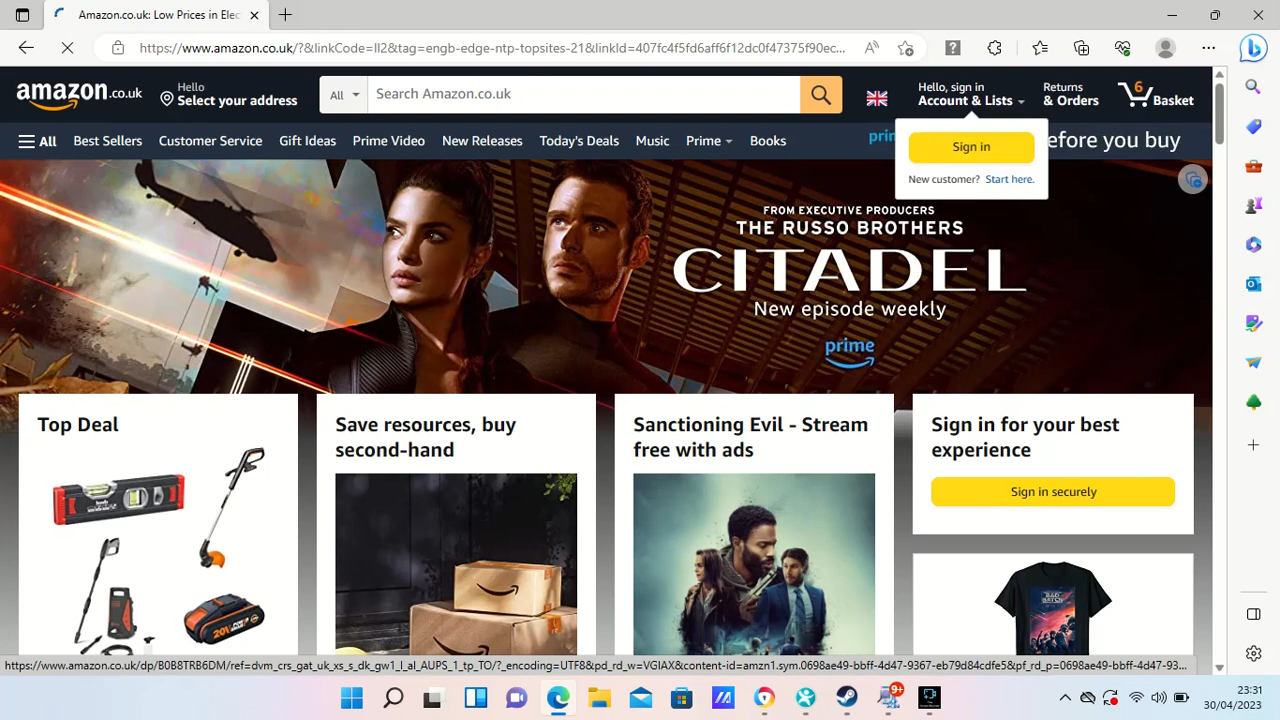 Amazon.co.uk: Low Prices in Elec
https://www.amazon.co.uk/?&linkCode=ll2&tag=engb-edge-ntp-topsites-21&linkId=407fc4f5fd6aff6f12dc0f47375f90ec...
amazon.co.uk
Hello
Select your address
All
Search Amazon.co.uk
Hello, sign in
Account & Lists
Returns
& Orders
6
Basket
All
Best Sellers
Customer Service
Gift Ideas
Prime Video
New Releases
Today's Deals
Music
Prime
Books
efore you buy
Sign in
New customer? Start here.
FROM EXECUTIVE PRODUCERS
THE RUSSO BROTHERS
CITADEL
New episode weekly
prime
Top Deal
Save resources, buy
second-hand
Sanctioning Evil - Stream
free with ads
Sign in for your best
experience
Sign in securely
20V
https://www.amazon.co.uk/dp/B0B8TRB6DM/ref=dvm_crs_gat_uk_xs_s_dk_gw1_l_al_AUPS_1_tp_TO/?_encoding=UTF8&pd_rd_w=VGIAX&content-id=amzn1.sym.0698ae49-bbff-4d47-9367-eb79d84cdfe5&pf_rd_p=0698ae49-bbff-4d47-93...
9+
23:31
30/04/2023